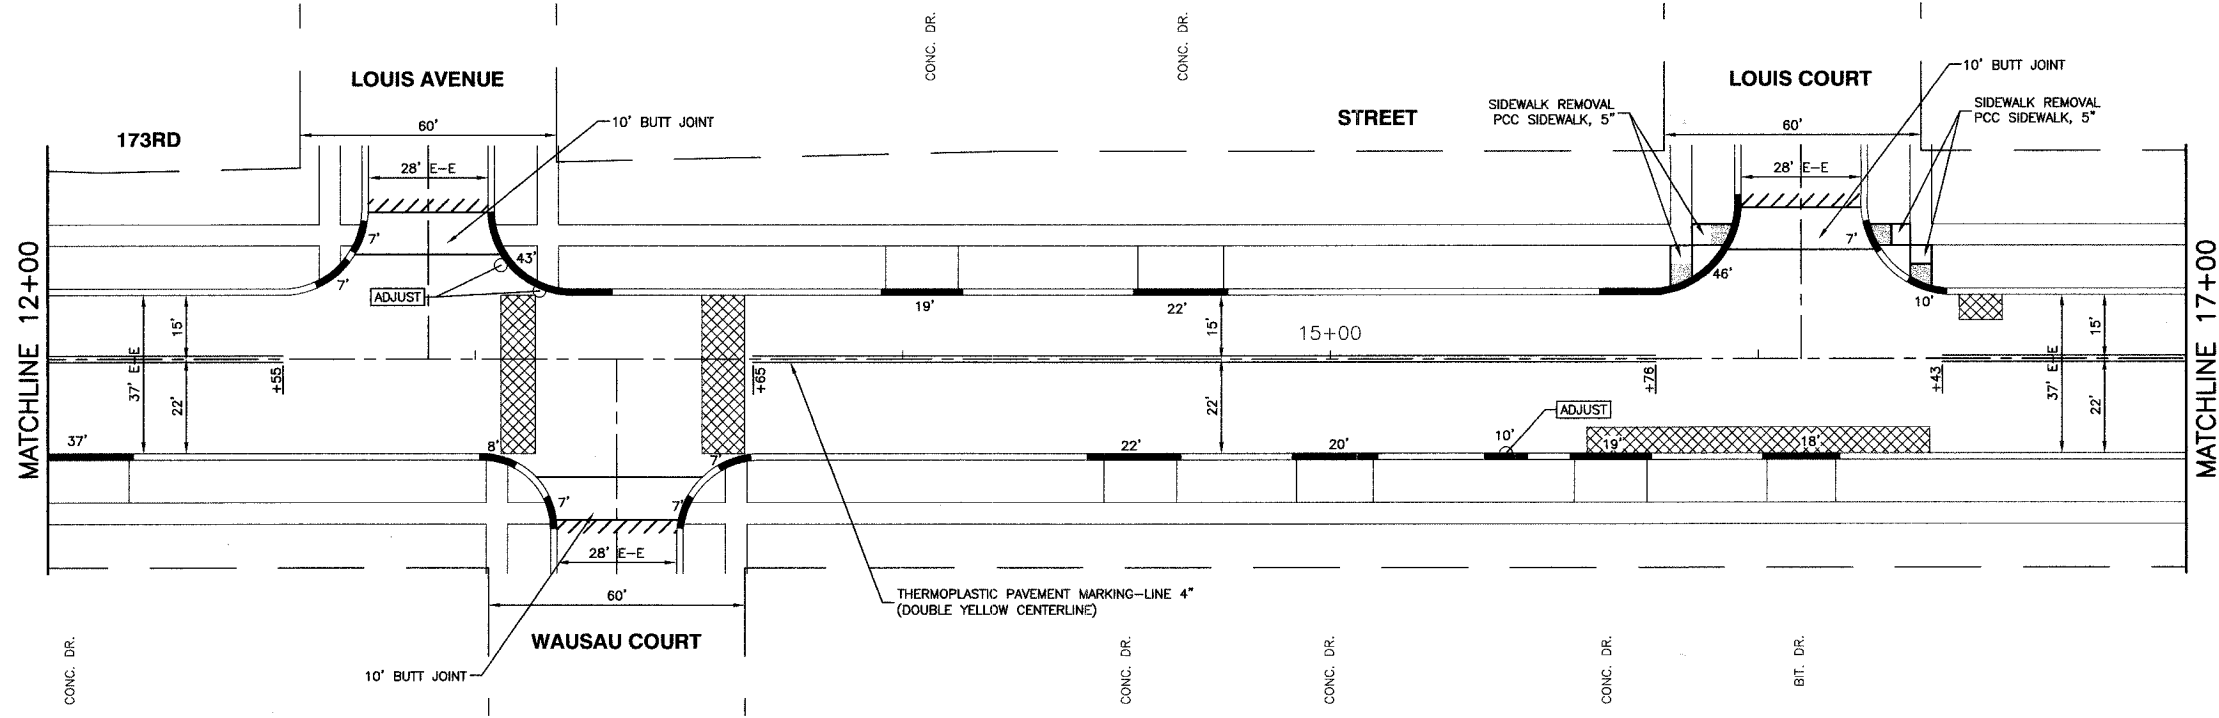 CONC. DR.
CONC. DR.
LOUIS AVENUE
LOUIS COURT
10' BUTT JOINT
SIDEWALK REMOVAL
PCC SIDEWALK, 5"
SIDEWALK REMOVAL
PCC SIDEWALK, 5"
173RD
60'
10' BUTT JOINT
STREET
60'
28' E-E
28' E-E
MATCHLINE 12+00
7'
7'
43'
ADJUST
19'
22'
46'
7'
10'
MATCHLINE 17+00
15'
37' E-E
22'
+55
+65
15'
22'
15+00
+78
+43
15'
37' E-E
22'
ADJUST
37'
8'
7'
22'
20'
10'
19'
18'
7'
7'
28' E-E
60'
THERMOPLASTIC PAVEMENT MARKING-LINE 4"
(DOUBLE YELLOW CENTERLINE)
WAUSAU COURT
10' BUTT JOINT
CONC. DR.
CONC. DR.
CONC. DR.
CONC. DR.
BIT. DR.